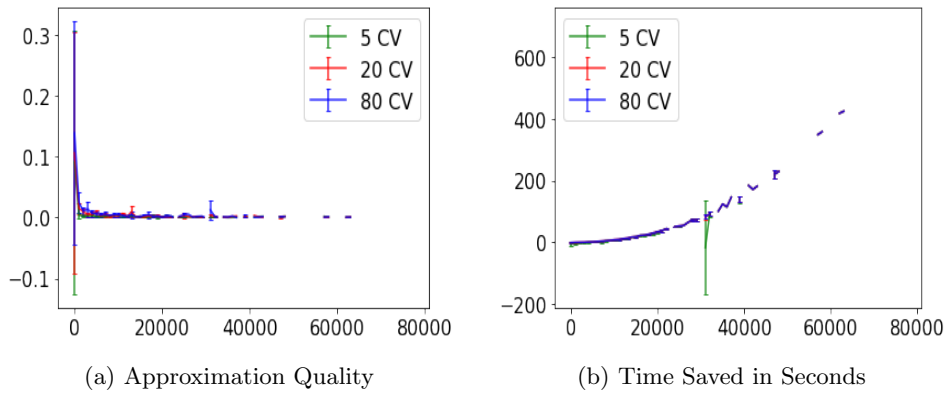 0.3
0.2
0.1
0.0
−0.1
0 20000 40000 60000 80000
5 CV
20 CV
80 CV
(a) Approximation Quality
600
400
200
0
−200
0 20000 40000 60000 80000
5 CV
20 CV
80 CV
(b) Time Saved in Seconds